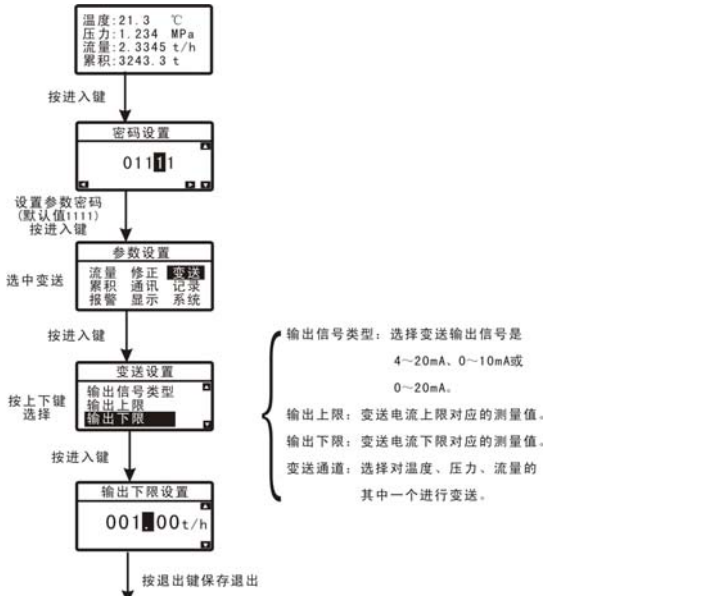 温度:21.3 ℃
压力:1.234 MPa
流量:2.3345 t/h
累积:3243.3 t
按进入键
密码设置
01111
设置参数密码
(默认值1111)
按进入键
参数设置
选中变送
流量 修正 变送
累积 通讯 记录
报警 显示 系统
按进入键
变送设置
按上下键
选择
输出信号类型
输出上限
输出下限
按进入键
输出下限设置
001.00t/h
按退出键保存退出
输出信号类型：选择变送输出信号是
4～20mA、0～10mA或
0～20mA。
输出上限：变送电流上限对应的测量值。
输出下限：变送电流下限对应的测量值。
变送通道：选择对温度、压力、流量的
其中一个进行变送。